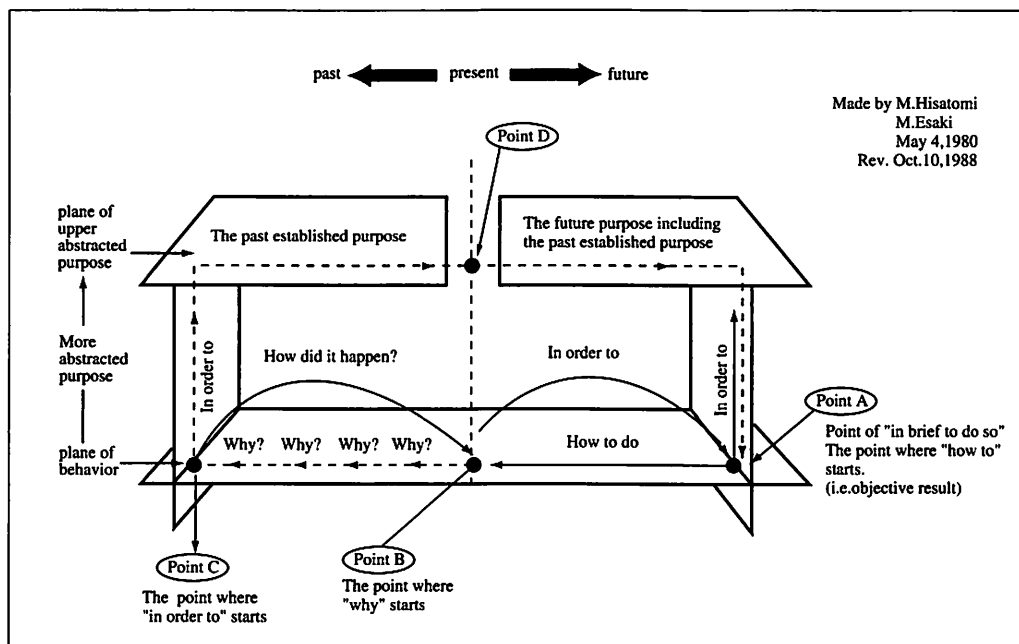 past present future
Made by M.Hisatomi
M.Esaki
May 4,1980
Rev. Oct.10,1988
Point D
plane of
upper
abstracted
purpose
The past established purpose
The future purpose including
the past established purpose
More
abstracted
purpose
In order to
How did it happen?
In order to
In order to
Point A
Point of "in brief to do so"
The point where "how to"
starts.
(i.e.objective result)
plane of
behavior
Why? Why? Why? Why?
How to do
Point C
The point where
"in order to" starts
Point B
The point where
"why" starts